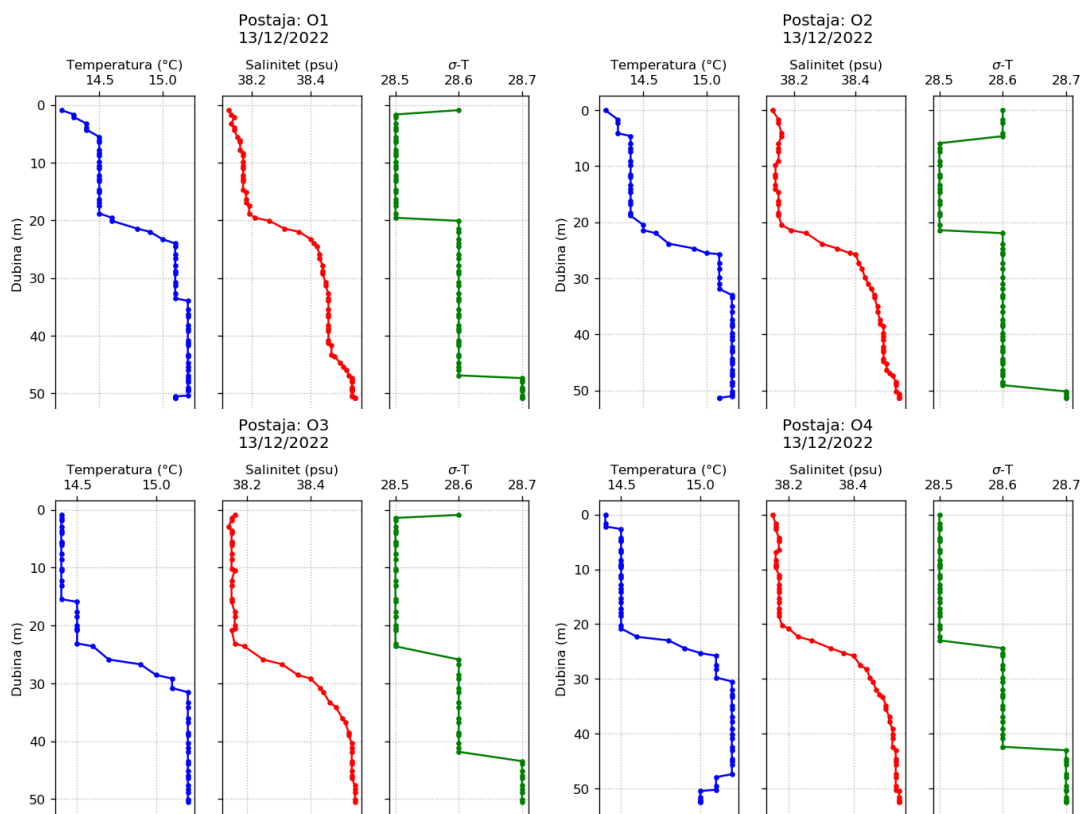 Postaja: O1
13/12/2022
Temperatura (°C)
14.5 15.0
Salinitet (psu)
38.2 38.4
σ-T
28.5 28.6 28.7
Dubina (m)
0
10
20
30
40
50
Postaja: O2
13/12/2022
Temperatura (°C)
14.5 15.0
Salinitet (psu)
38.2 38.4
σ-T
28.5 28.6 28.7
Dubina (m)
0
10
20
30
40
50
Postaja: O3
13/12/2022
Temperatura (°C)
14.5 15.0
Salinitet (psu)
38.2 38.4
σ-T
28.5 28.6 28.7
Dubina (m)
0
10
20
30
40
50
Postaja: O4
13/12/2022
Temperatura (°C)
14.5 15.0
Salinitet (psu)
38.2 38.4
σ-T
28.5 28.6 28.7
Dubina (m)
0
10
20
30
40
50